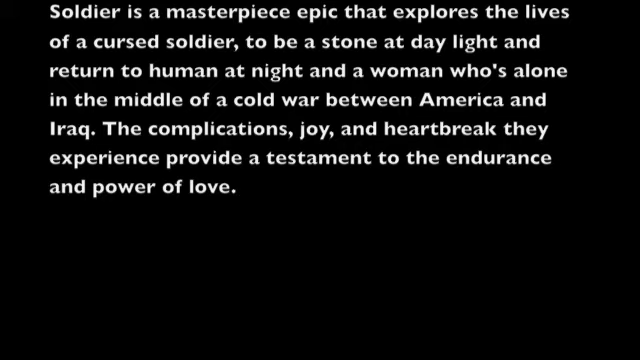 Soldier is a masterpiece epic that explores the lives
of a cursed soldier, to be a stone at day light and
return to human at night and a woman who's alone
in the middle of a cold war between America and
Iraq. The complications, joy, and heartbreak they
experience provide a testament to the endurance
and power of love.